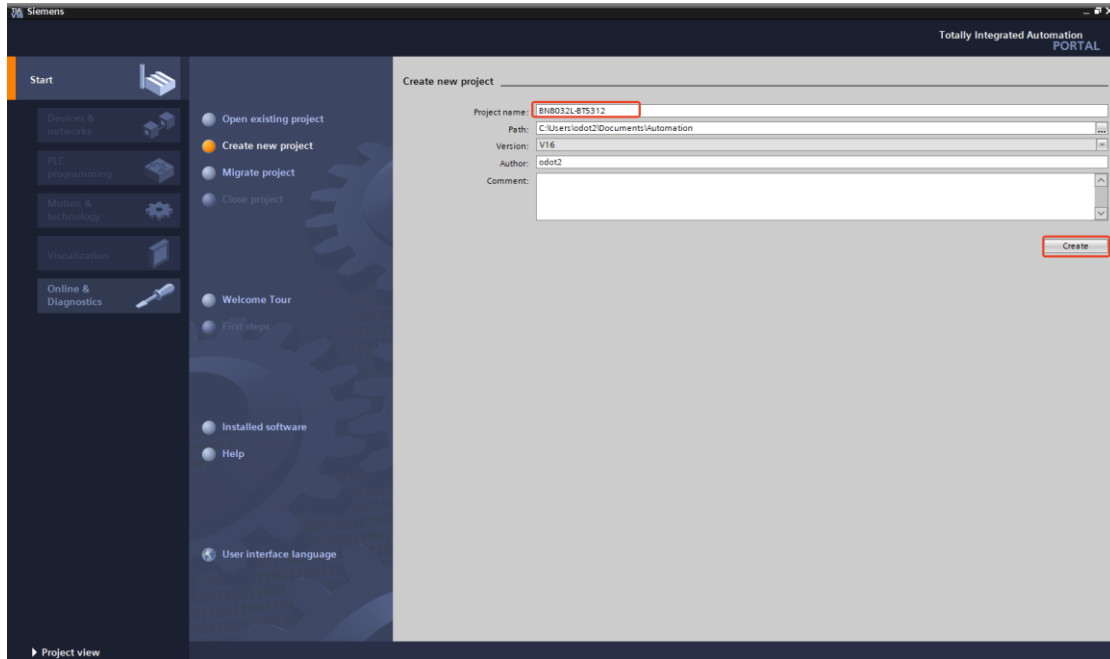 Siemens
Totally Integrated Automation
PORTAL
Start
Devices &
networks
PLC
programming
Motion &
technology
Visualization
Online &
Diagnostics
Open existing project
Create new project
Migrate project
Close project
Welcome Tour
First steps
Installed software
Help
User interface language
Create new project
Project name: BN8032L-BT5312
Path: C:\Users\odot2\Documents\Automation
...
Version: V16
Author: odot2
Comment:
Create
Project view